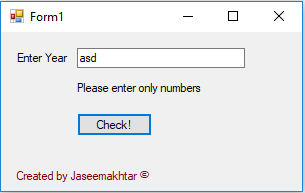 Form1
Enter Year asd
Please enter only numbers
Check!
Created by Jaseemakhtar ©